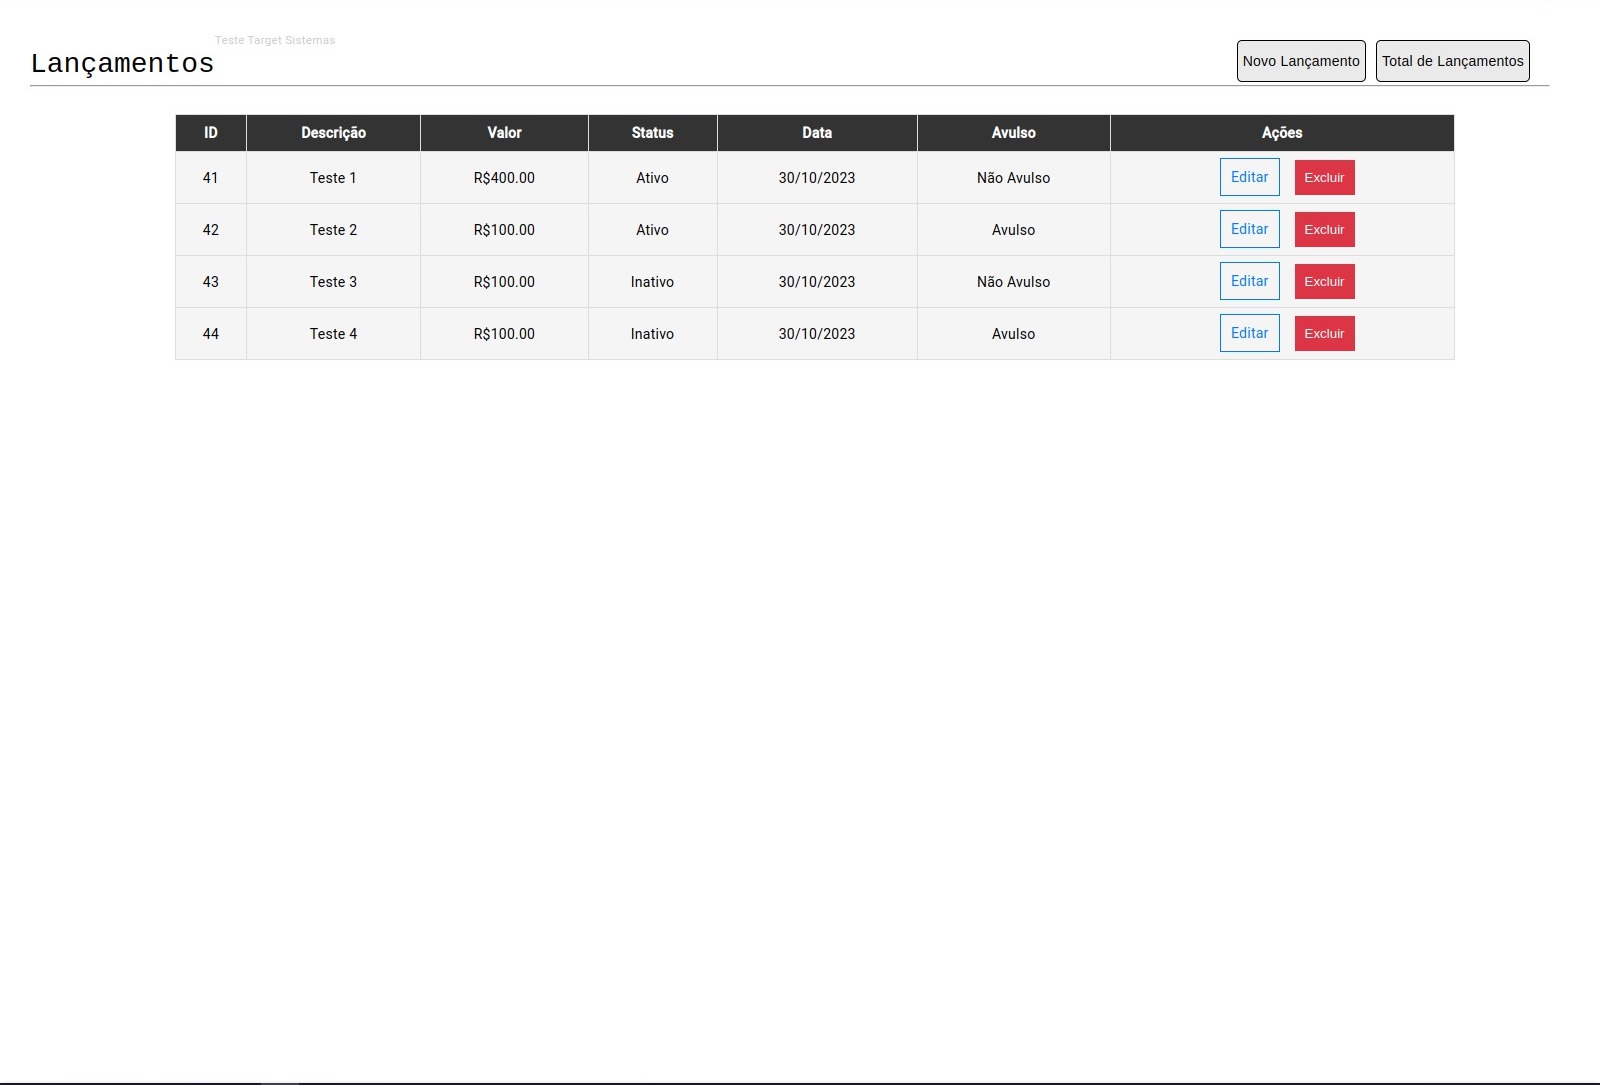 Teste Target Sistemas
Lançamentos
Novo Lançamento Total de Lançamentos
ID Descrição Valor Status Data Avulso Ações
41 Teste 1 R$400.00 Ativo 30/10/2023 Não Avulso Editar Excluir
42 Teste 2 R$100.00 Ativo 30/10/2023 Avulso Editar Excluir
43 Teste 3 R$100.00 Inativo 30/10/2023 Não Avulso Editar Excluir
44 Teste 4 R$100.00 Inativo 30/10/2023 Avulso Editar Excluir